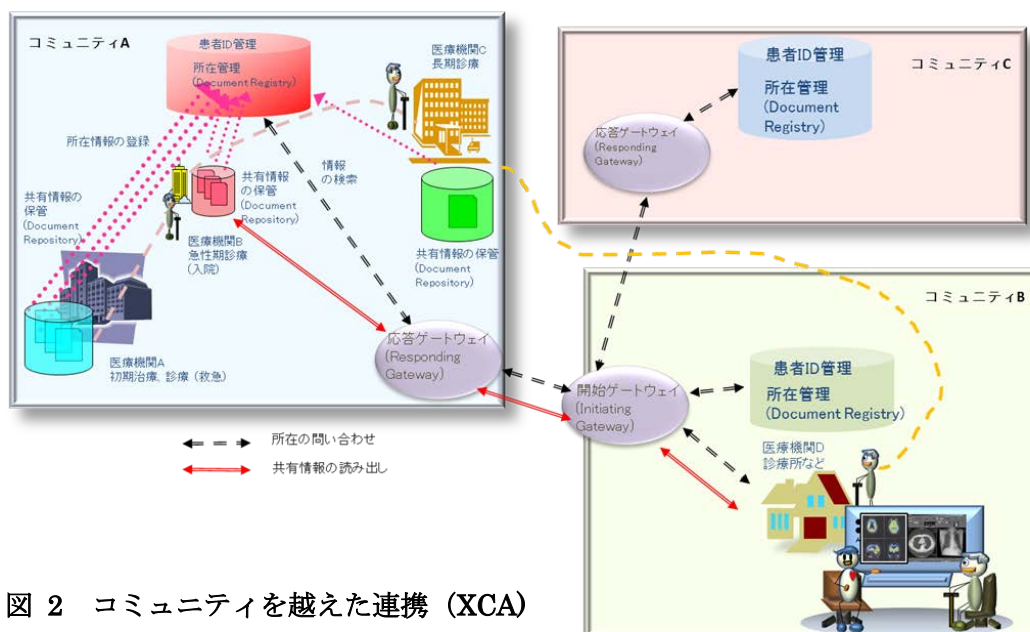 コミュニティA
患者ID管理
所在管理
(Document Registry)
医療機関C
長期診療
所在情報の登録
共有情報の
保管
(Document
Repository)
共有情報
の保管
(Document
Repository)
情報
の検索
医療機関B
急性期診療
(入院)
共有情報の保管
(Document
Repository)
医療機関A
初期治療、診療（救急）
応答ゲートウェイ
(Responding
Gateway)
コミュニティC
患者ID管理
所在管理
(Document
Registry)
応答ゲートウェイ
(Responding
Gateway)
コミュニティB
開始ゲートウェイ
(Initiating
Gateway)
患者ID管理
所在管理
(Document Registry)
医療機関D
診療所など
所在の問い合わせ
共有情報の読み出し
図 2 コミュニティを越えた連携 (XCA)